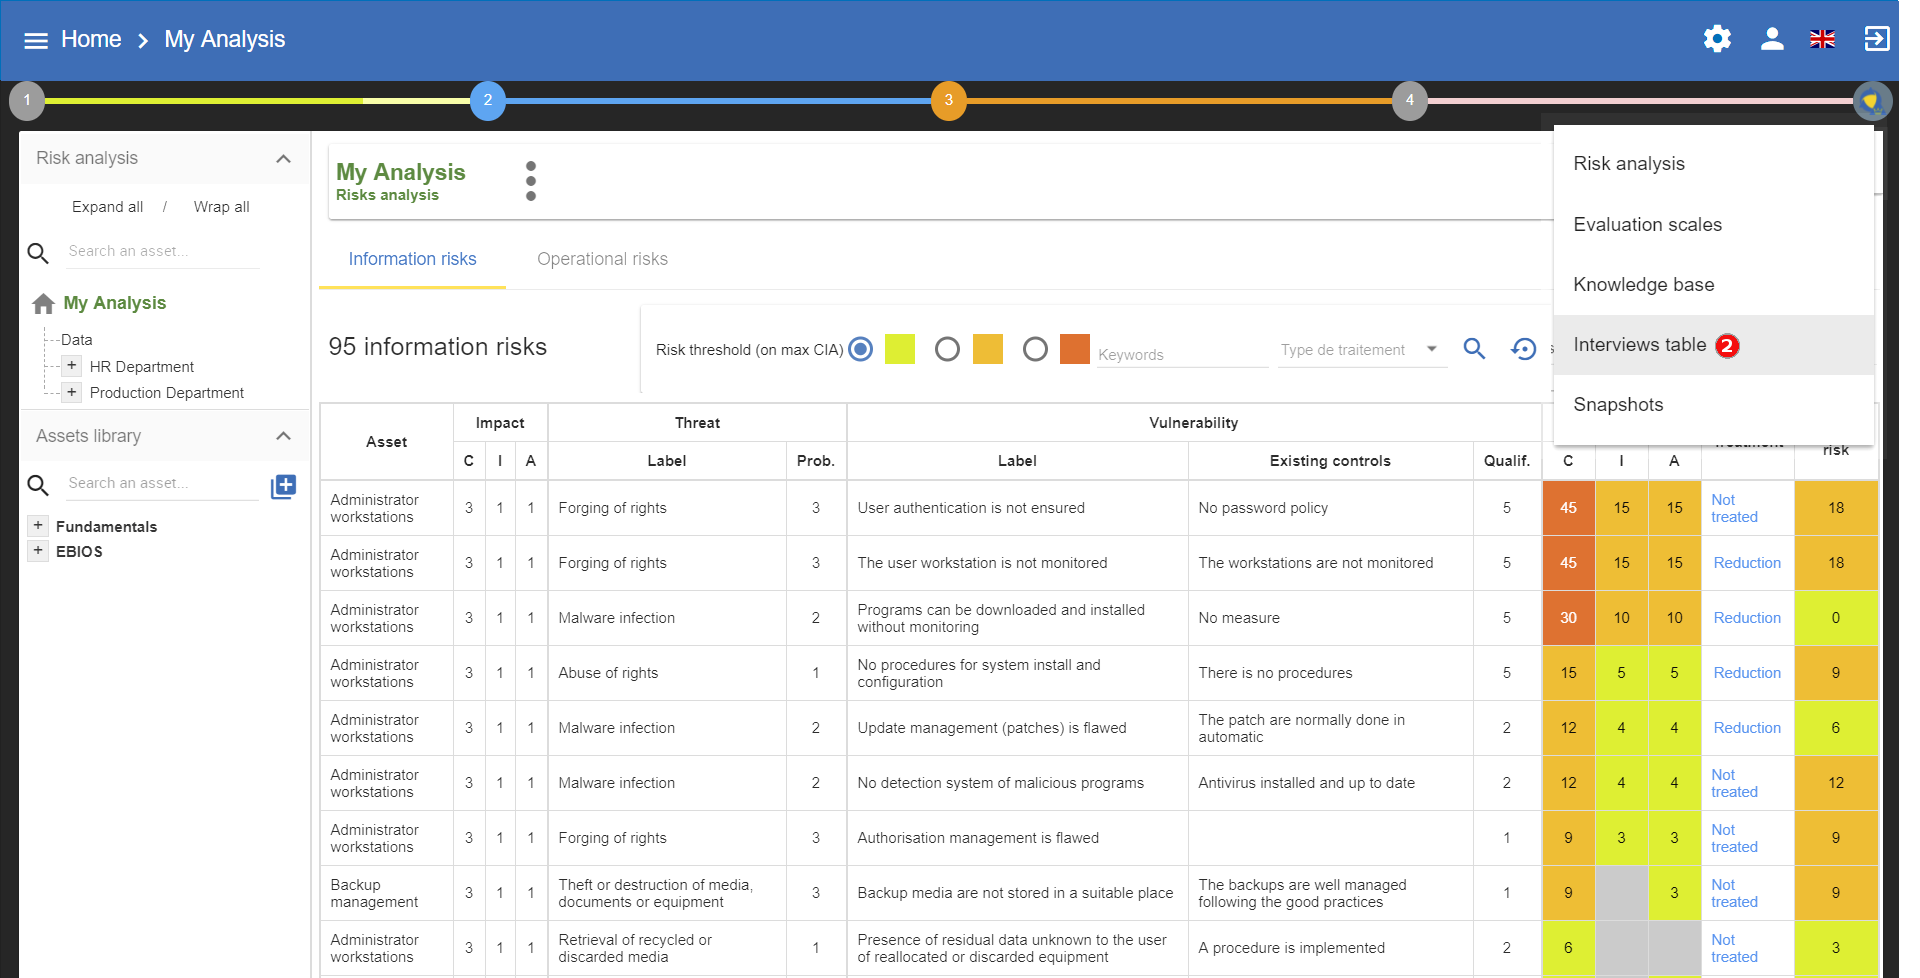 Home > My Analysis
1
2
3
4
Risk analysis
Expand all / Wrap all
Search an asset...
My Analysis
Data
+ HR Department
+ Production Department
Assets library
Search an asset...
+ Fundamentals
+ EBIOS
My Analysis
Risks analysis
Information risks
Operational risks
95 information risks
Risk threshold (on max CIA)
Keywords
Type de traitement
Risk analysis
Evaluation scales
Knowledge base
Interviews table 2
Snapshots
Asset
Impact
Threat
Vulnerability
risk
C I A Label Prob. Label Existing controls Qualif. C I A
Administrator
workstations
3 1 1 Forging of rights 3 User authentication is not ensured No password policy 5 45 15 15
Not
treated
18
Administrator
workstations
3 1 1 Forging of rights 3 The user workstation is not monitored The workstations are not monitored 5 45 15 15 Reduction 18
Administrator
workstations
3 1 1 Malware infection 2
Programs can be downloaded and installed
without monitoring
No measure 5 30 10 10 Reduction 0
Administrator
workstations
3 1 1 Abuse of rights 1
No procedures for system install and
configuration
There is no procedures 5 15 5 5 Reduction 9
Administrator
workstations
3 1 1 Malware infection 2 Update management (patches) is flawed
The patch are normally done in
automatic
2 12 4 4 Reduction 6
Administrator
workstations
3 1 1 Malware infection 2 No detection system of malicious programs Antivirus installed and up to date 2 12 4 4
Not
treated
12
Administrator
workstations
3 1 1 Forging of rights 3 Authorisation management is flawed 1 9 3 3
Not
treated
9
Backup
management
3 1 1
Theft or destruction of media,
documents or equipment
3 Backup media are not stored in a suitable place
The backups are well managed
following the good practices
1 9 3
Not
treated
9
Administrator
workstations
3 1 1
Retrieval of recycled or
discarded media
1
Presence of residual data unknown to the user
of reallocated or discarded equipment
A procedure is implemented 2 6
Not
treated
3